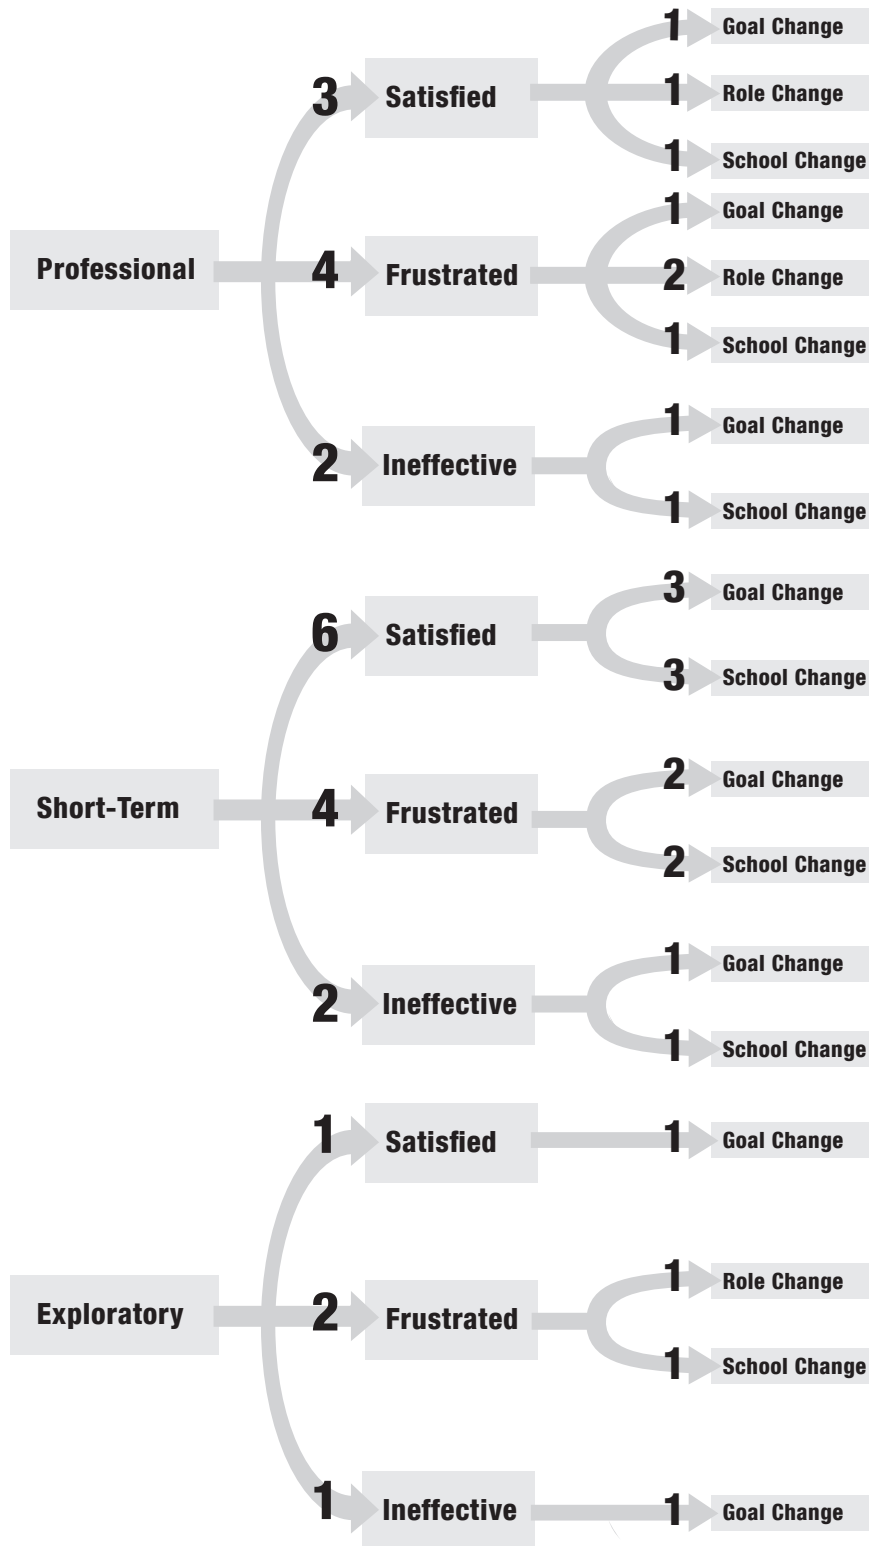 1 Goal Change
3 Satisfied 1 Role Change
1 School Change
1 Goal Change
Professional 4 Frustrated 2 Role Change
1 School Change
1 Goal Change
2 Ineffective
1 School Change
3 Goal Change
6 Satisfied
3 School Change
2 Goal Change
Short-Term 4 Frustrated
2 School Change
1 Goal Change
2 Ineffective
1 School Change
1 Satisfied 1 Goal Change
1 Role Change
Exploratory 2 Frustrated
1 School Change
1 Ineffective 1 Goal Change